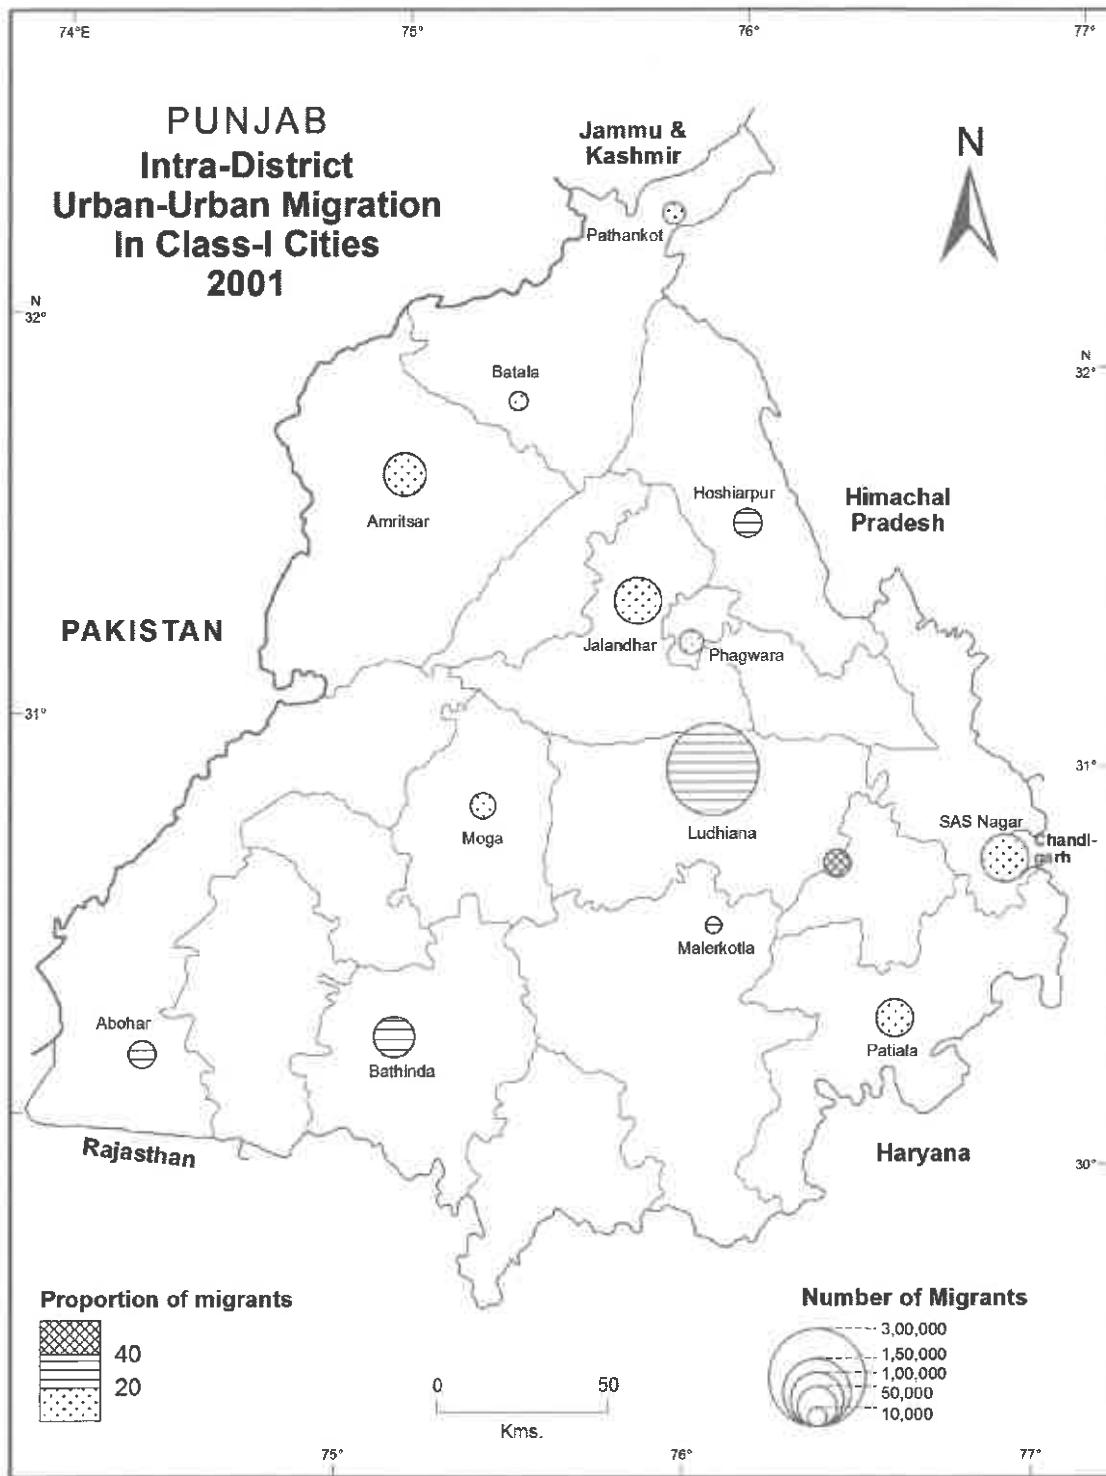 74°E 75° 76° 77°
PUNJAB
Intra-District
Urban-Urban Migration
In Class-I Cities
2001
Jammu &
Kashmir
N
Pathankot
N
32°
N
32°
Batala
Amritsar
Hoshiarpur
Himachal
Pradesh
PAKISTAN
Jalandhar
Phagwara
31°
31°
Moga
Ludhiana
SAS Nagar
Chandi-
garh
Malerkotla
Abohar
Bathinda
Patiala
Rajasthan
Haryana
30°
Proportion of migrants
40
20
0 50
Kms.
Number of Migrants
3,00,000
1,50,000
1,00,000
50,000
10,000
75° 76° 77°